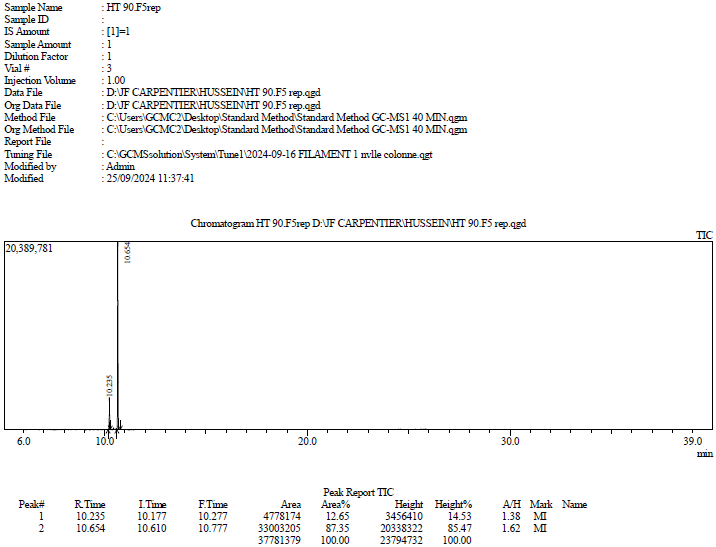 Sample Name : HT 90.F5rep
Sample ID :
IS Amount : [1]=1
Sample Amount : 1
Dilution Factor : 1
Vial # : 3
Injection Volume : 1.00
Data File : D:\JF CARPENTIER\HUSSEIN\HT 90.F5 rep.qgd
Org Data File : D:\JF CARPENTIER\HUSSEIN\HT 90.F5 rep.qgd
Method File : C:\Users\GCMC2\Desktop\Standard Method\Standard Method GC-MS1 40 MIN.qgm
Org Method File : C:\Users\GCMC2\Desktop\Standard Method\Standard Method GC-MS1 40 MIN.qgm
Report File :
Tuning File : C:\GCMSsolution\System\Tune1\2024-09-16 FILAMENT 1 nvlle colonne.qgt
Modified by : Admin
Modified : 25/09/2024 11:37:41
Chromatogram HT 90.F5rep D:\JF CARPENTIER\HUSSEIN\HT 90.F5 rep.qgd
TIC
20,389,781
10.654
10.235
6.0 10.0 20.0 30.0 39.0
min
Peak Report TIC
Peak# R.Time I.Time F.Time Area Area% Height Height% A/H Mark Name
1 10.235 10.177 10.277 4778174 12.65 3456410 14.53 1.38 MI
2 10.654 10.610 10.777 33003205 87.35 20338322 85.47 1.62 MI
37781379 100.00 23794732 100.00